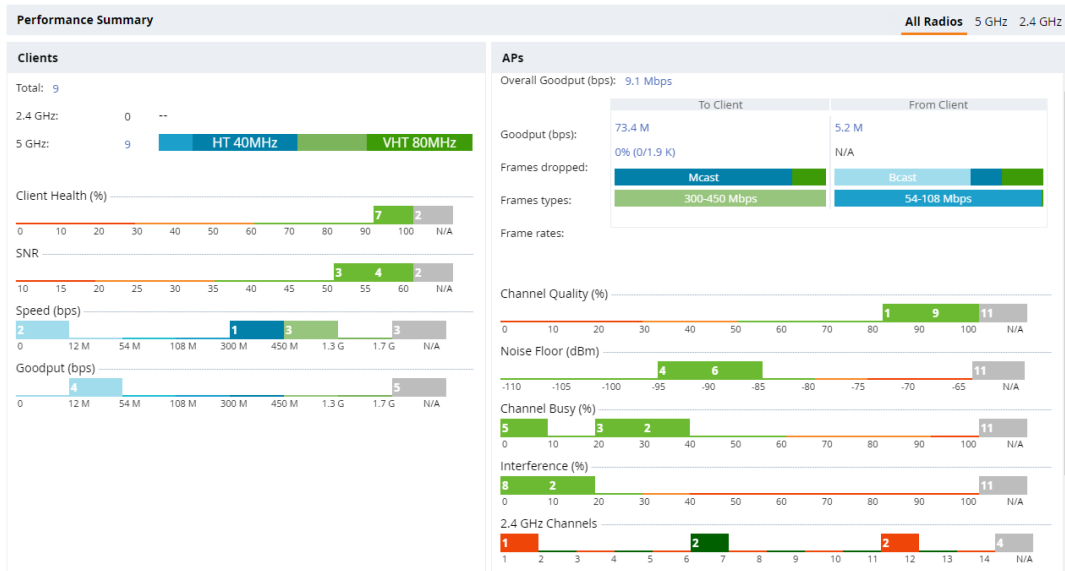 Performance Summary
All Radios 5 GHz 2.4 GHz
Clients
Total: 9
2.4 GHz: 0 --
5 GHz: 9 HT 40MHz VHT 80MHz
Client Health (%)
7 2
0 10 20 30 40 50 60 70 80 90 100 N/A
SNR
3 4 2
10 15 20 25 30 35 40 45 50 55 60 N/A
Speed (bps)
2 1 3 3
0 12 M 54 M 108 M 300 M 450 M 1.3 G 1.7 G N/A
Goodput (bps)
4 5
0 12 M 54 M 108 M 300 M 450 M 1.3 G 1.7 G N/A
APs
Overall Goodput (bps): 9.1 Mbps
To Client From Client
Goodput (bps): 73.4 M 5.2 M
0% (0/1.9 K) N/A
Frames dropped:
Mcast Bcast
Frames types: 300-450 Mbps 54-108 Mbps
Frame rates:
Channel Quality (%)
1 9 11
0 10 20 30 40 50 60 70 80 90 100 N/A
Noise Floor (dBm)
4 6 11
-110 -105 -100 -95 -90 -85 -80 -75 -70 -65 N/A
Channel Busy (%)
5 3 2 11
0 10 20 30 40 50 60 70 80 90 100 N/A
Interference (%)
8 2 11
0 10 20 30 40 50 60 70 80 90 100 N/A
2.4 GHz Channels
1 2 2 4
1 2 3 4 5 6 7 8 9 10 11 12 13 14 N/A